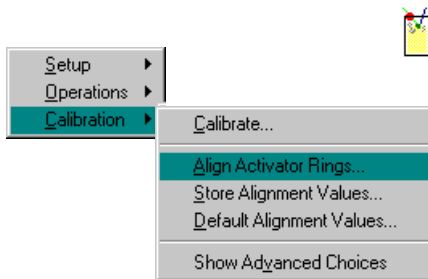 Setup
Operations
Calibration
Calibrate...
Align Activator Rings...
Store Alignment Values...
Default Alignment Values...
Show Advanced Choices